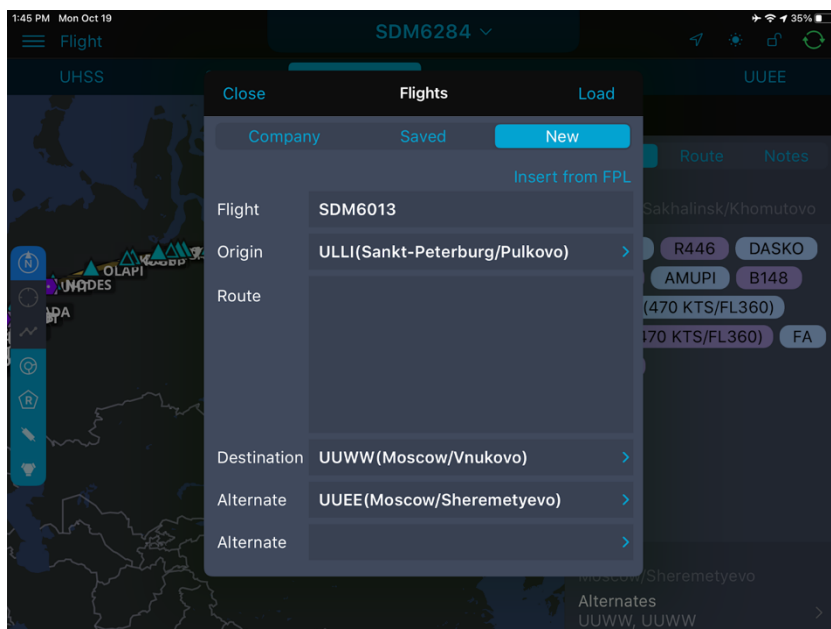 1:45 PM Mon Oct 19
35%
Flight
SDM6284
UHSS
UUEE
Close
Flights
Load
Company
Saved
New
Insert from FPL
Route
Notes
Flight
SDM6013
Sakhalinsk/Khomutovo
Origin
ULLI(Sankt-Peterburg/Pulkovo)
R446
DASKO
N
OLAPI
AMUPI
B148
NODES
Route
(470 KTS/FL360)
470 KTS/FL360)
FA
R
Destination
UUWW(Moscow/Vnukovo)
Alternate
UUEE(Moscow/Sheremetyevo)
Alternate
Moscow/Sheremetyevo
Alternates
UUWW, UUWW